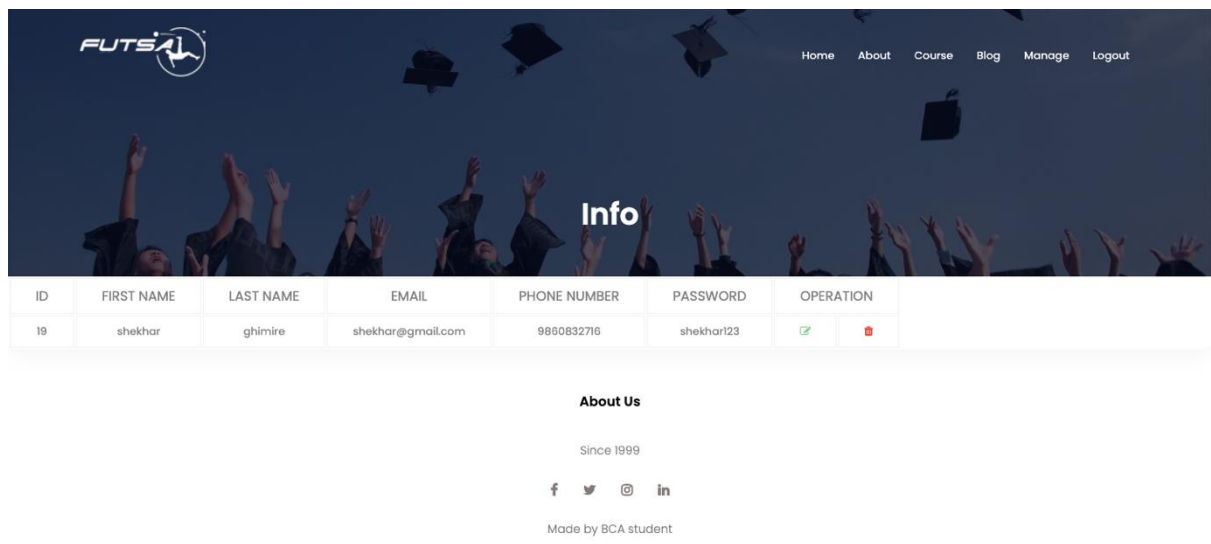 FUTSAL
Home About Course Blog Manage Logout
Info
ID FIRST NAME LAST NAME EMAIL PHONE NUMBER PASSWORD OPERATION
19 shekhar ghimire shekhar@gmail.com 9860832716 shekhar123
About Us
Since 1999
Made by BCA student